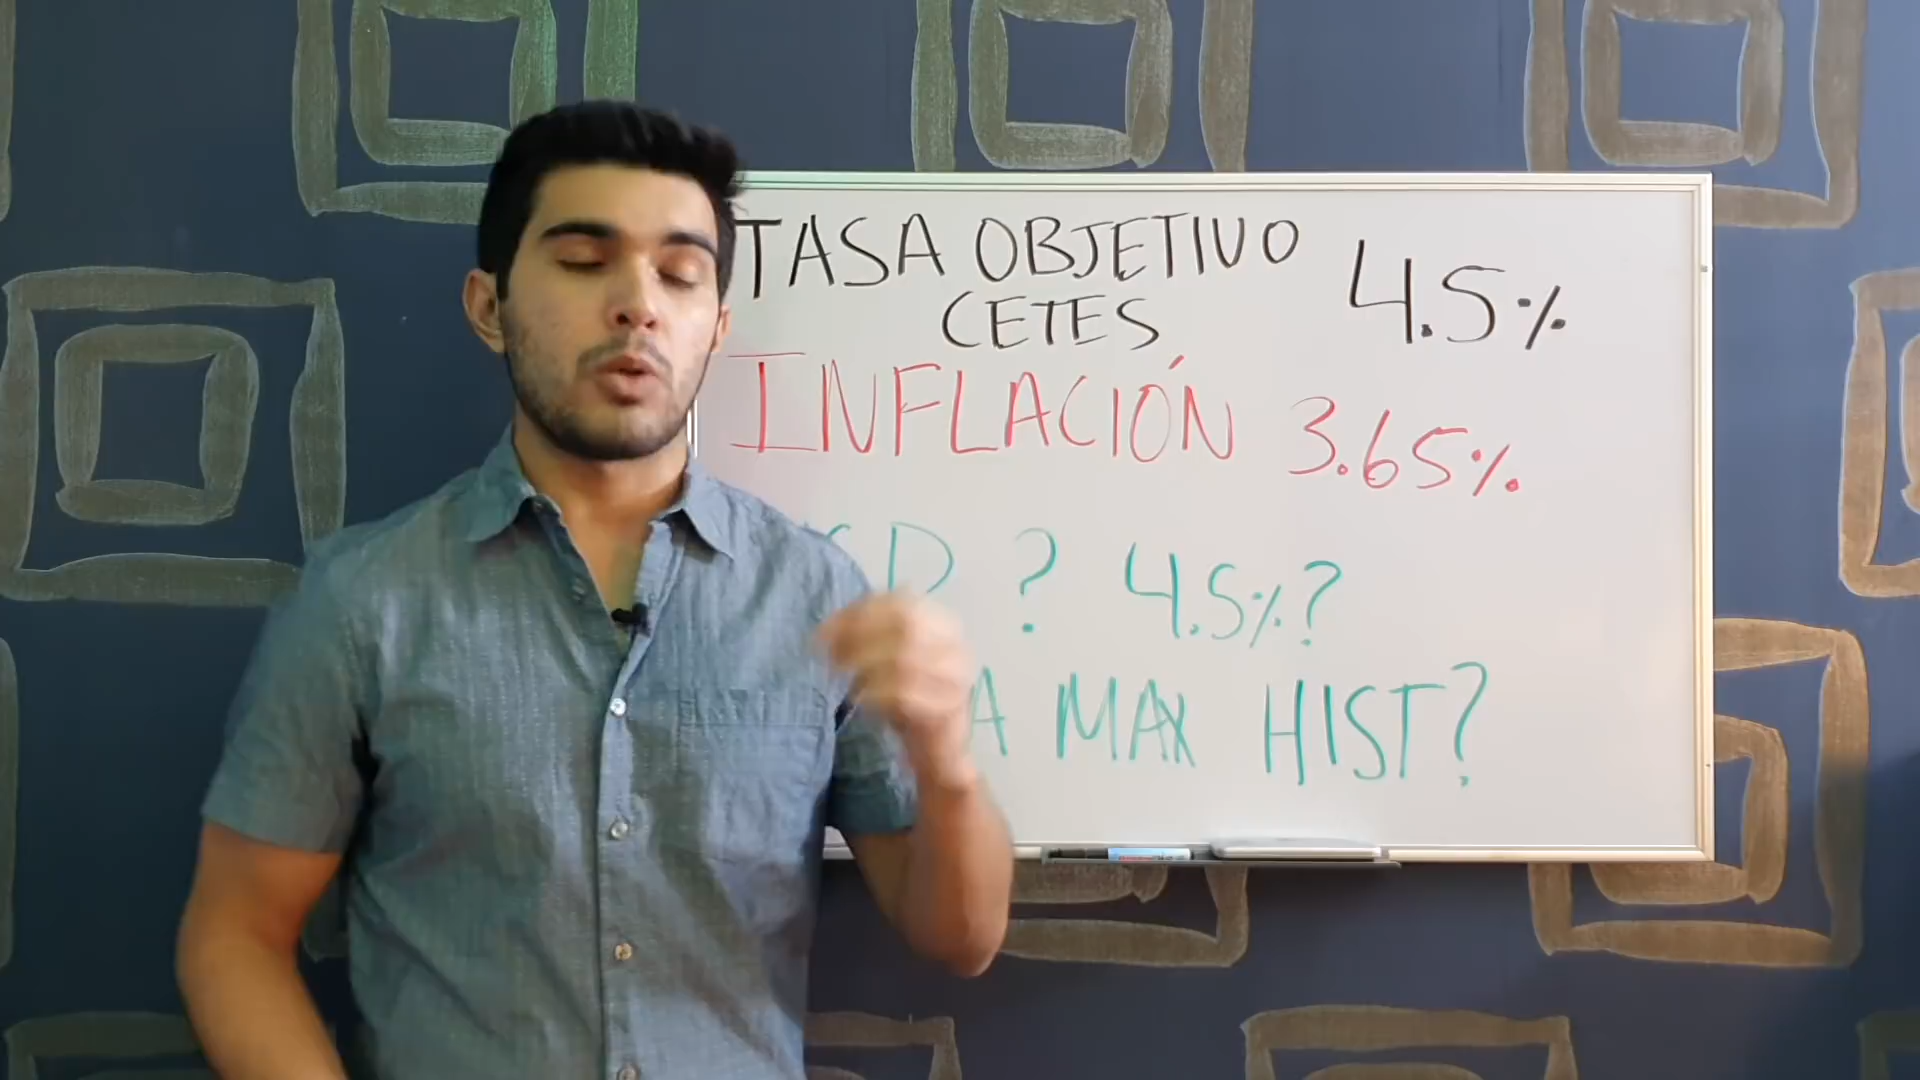 TASA OBJETIVO 4.5%
CETES
INFLACIÓN 3.65%
? 4.5%?
MAX HIST?